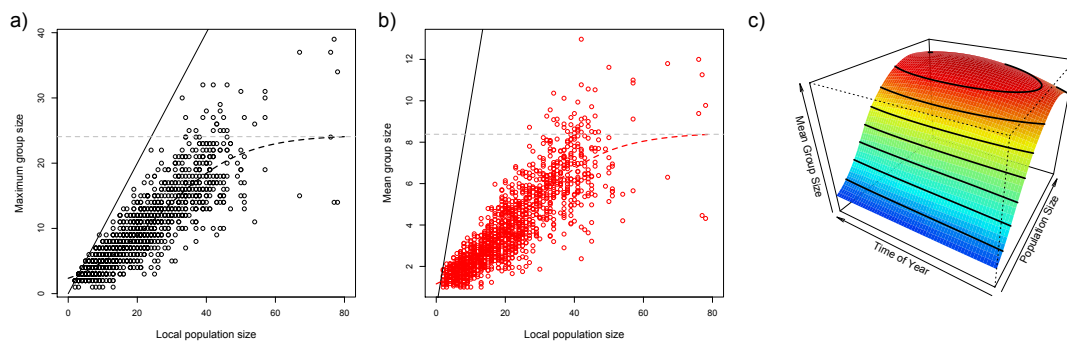 a)
Maximum group size
40
30
20
10
0
0 20 40 60 80
Local population size
b)
Mean group size
12
10
8
6
4
2
0 20 40 60 80
Local population size
c)
Mean Group Size
Time of Year
Population Size